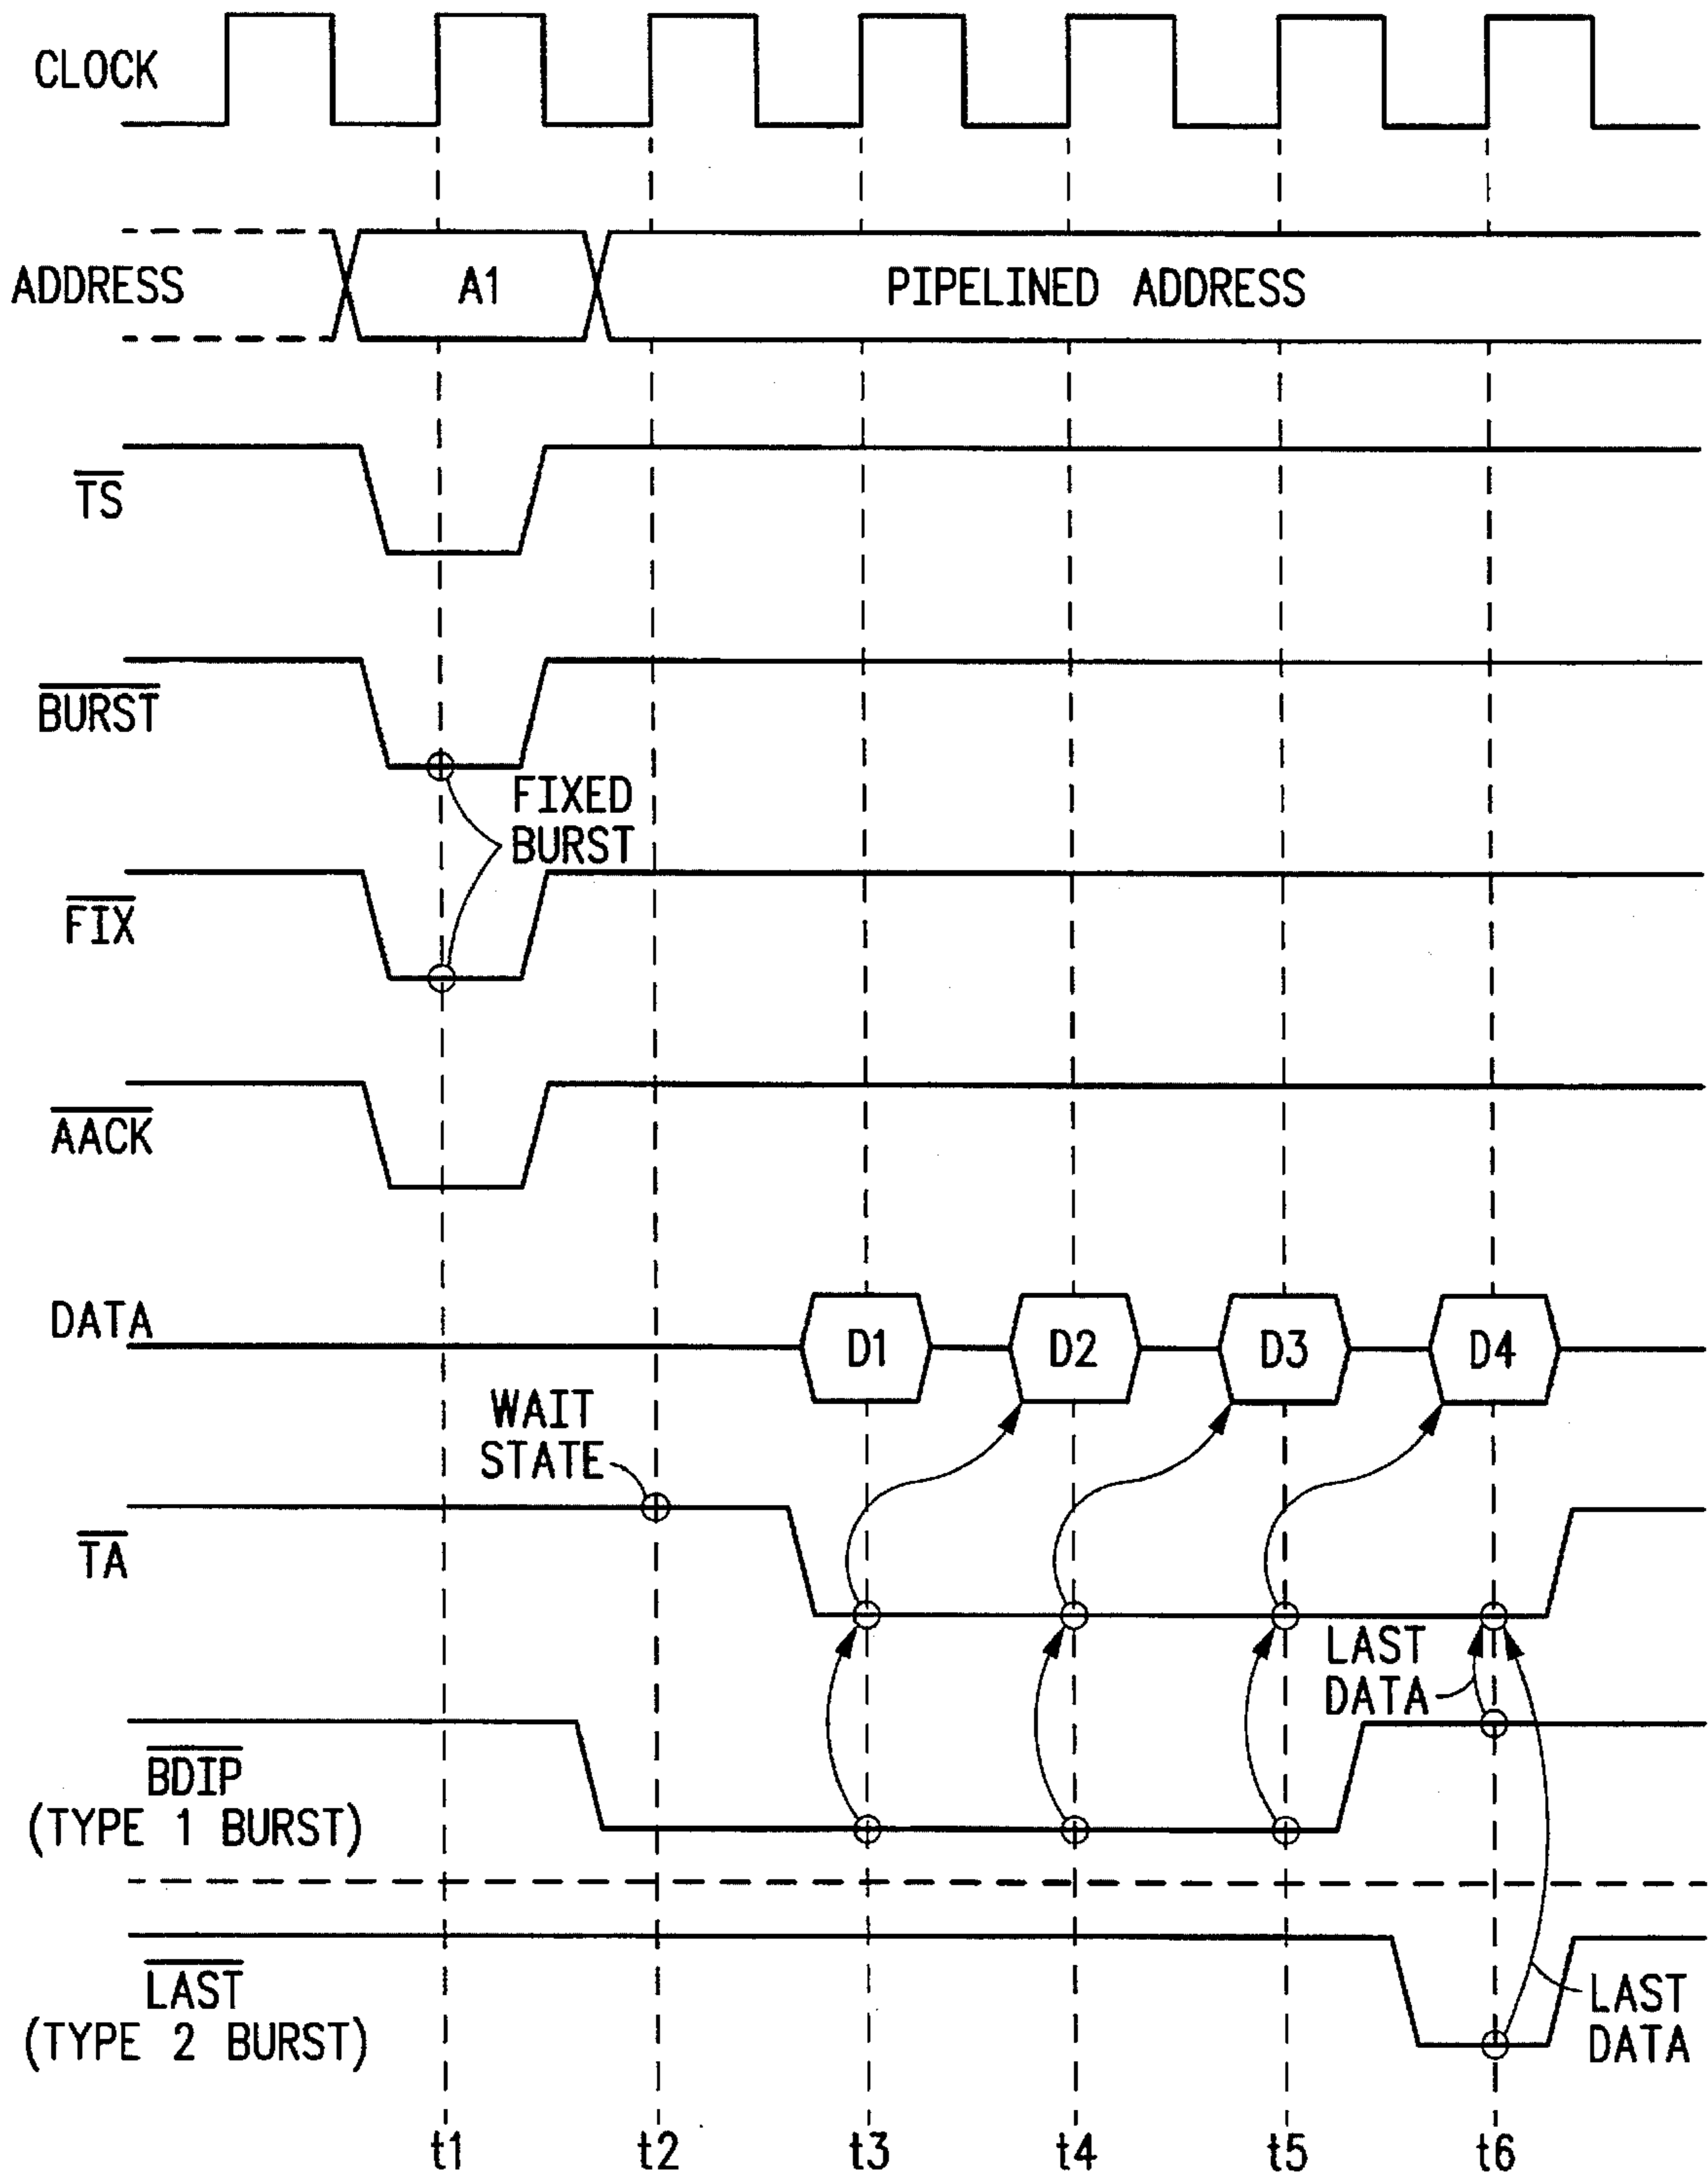 CLOCK
ADDRESS
A1
PIPELINED ADDRESS
TS
BURST
FIXED
BURST
FIX
AACK
DATA
D1
D2
D3
D4
WAIT
STATE
TA
LAST
DATA
BDIP
(TYPE 1 BURST)
LAST
(TYPE 2 BURST)
LAST
DATA
t1
t2
t3
t4
t5
t6